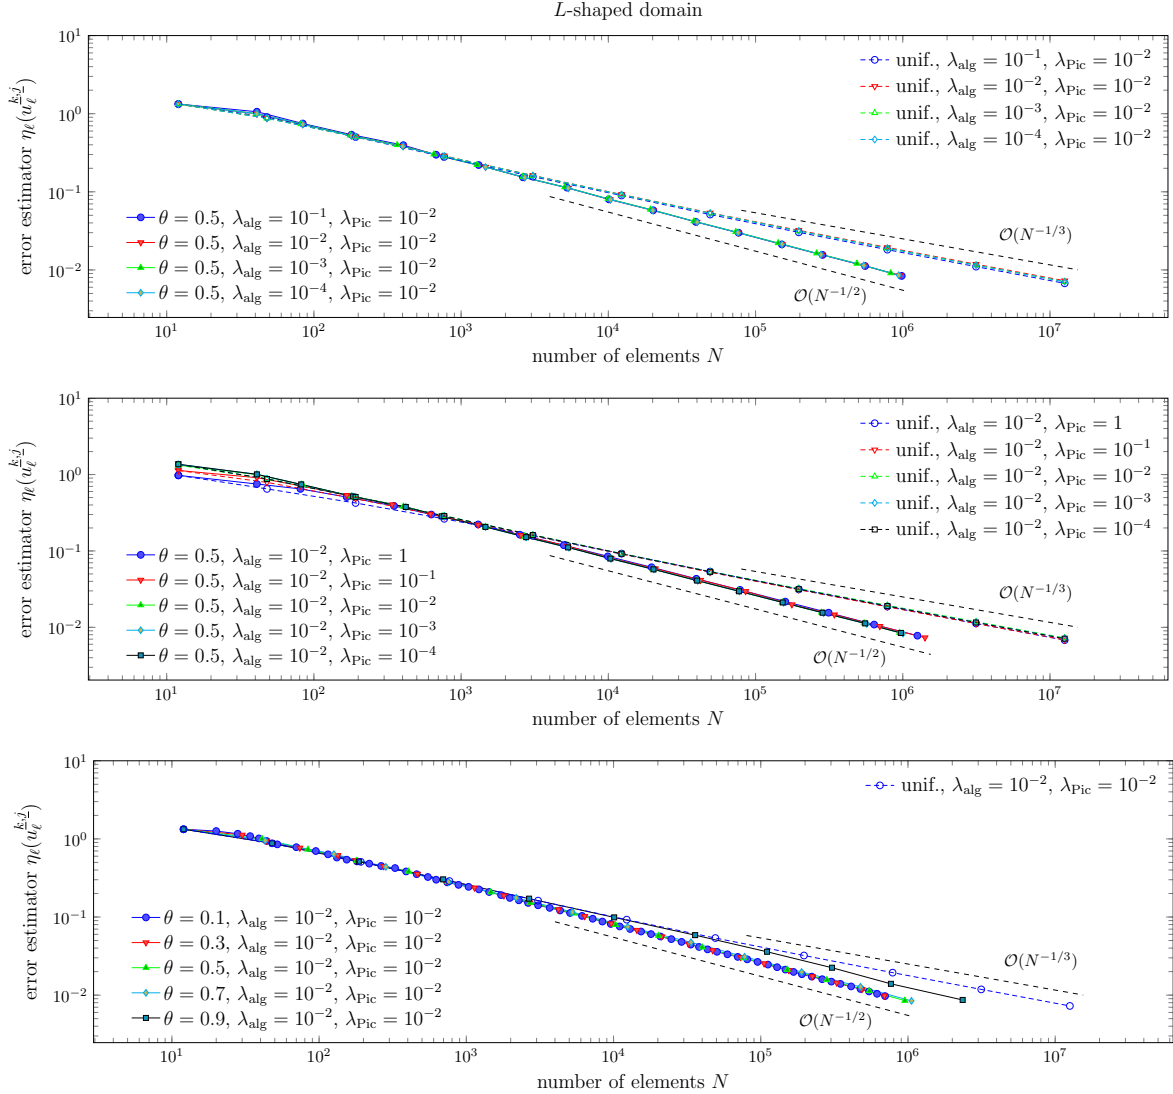 L-shaped domain
10^1
10^0
10^{-1}
10^{-2}
error estimator η_ℓ(u_ℓ^{k,j})
unif., λ_alg = 10^{-1}, λ_Pic = 10^{-2}
unif., λ_alg = 10^{-2}, λ_Pic = 10^{-2}
unif., λ_alg = 10^{-3}, λ_Pic = 10^{-2}
unif., λ_alg = 10^{-4}, λ_Pic = 10^{-2}
θ = 0.5, λ_alg = 10^{-1}, λ_Pic = 10^{-2}
θ = 0.5, λ_alg = 10^{-2}, λ_Pic = 10^{-2}
θ = 0.5, λ_alg = 10^{-3}, λ_Pic = 10^{-2}
θ = 0.5, λ_alg = 10^{-4}, λ_Pic = 10^{-2}
O(N^{-1/3})
O(N^{-1/2})
10^1 10^2 10^3 10^4 10^5 10^6 10^7
number of elements N
10^1
10^0
10^{-1}
10^{-2}
error estimator η_ℓ(u_ℓ^{k,j})
unif., λ_alg = 10^{-2}, λ_Pic = 1
unif., λ_alg = 10^{-2}, λ_Pic = 10^{-1}
unif., λ_alg = 10^{-2}, λ_Pic = 10^{-2}
unif., λ_alg = 10^{-2}, λ_Pic = 10^{-3}
unif., λ_alg = 10^{-2}, λ_Pic = 10^{-4}
θ = 0.5, λ_alg = 10^{-2}, λ_Pic = 1
θ = 0.5, λ_alg = 10^{-2}, λ_Pic = 10^{-1}
θ = 0.5, λ_alg = 10^{-2}, λ_Pic = 10^{-2}
θ = 0.5, λ_alg = 10^{-2}, λ_Pic = 10^{-3}
θ = 0.5, λ_alg = 10^{-2}, λ_Pic = 10^{-4}
O(N^{-1/3})
O(N^{-1/2})
10^1 10^2 10^3 10^4 10^5 10^6 10^7
number of elements N
10^1
10^0
10^{-1}
10^{-2}
error estimator η_ℓ(u_ℓ^{k,j})
unif., λ_alg = 10^{-2}, λ_Pic = 10^{-2}
θ = 0.1, λ_alg = 10^{-2}, λ_Pic = 10^{-2}
θ = 0.3, λ_alg = 10^{-2}, λ_Pic = 10^{-2}
θ = 0.5, λ_alg = 10^{-2}, λ_Pic = 10^{-2}
θ = 0.7, λ_alg = 10^{-2}, λ_Pic = 10^{-2}
θ = 0.9, λ_alg = 10^{-2}, λ_Pic = 10^{-2}
O(N^{-1/3})
O(N^{-1/2})
10^1 10^2 10^3 10^4 10^5 10^6 10^7
number of elements N